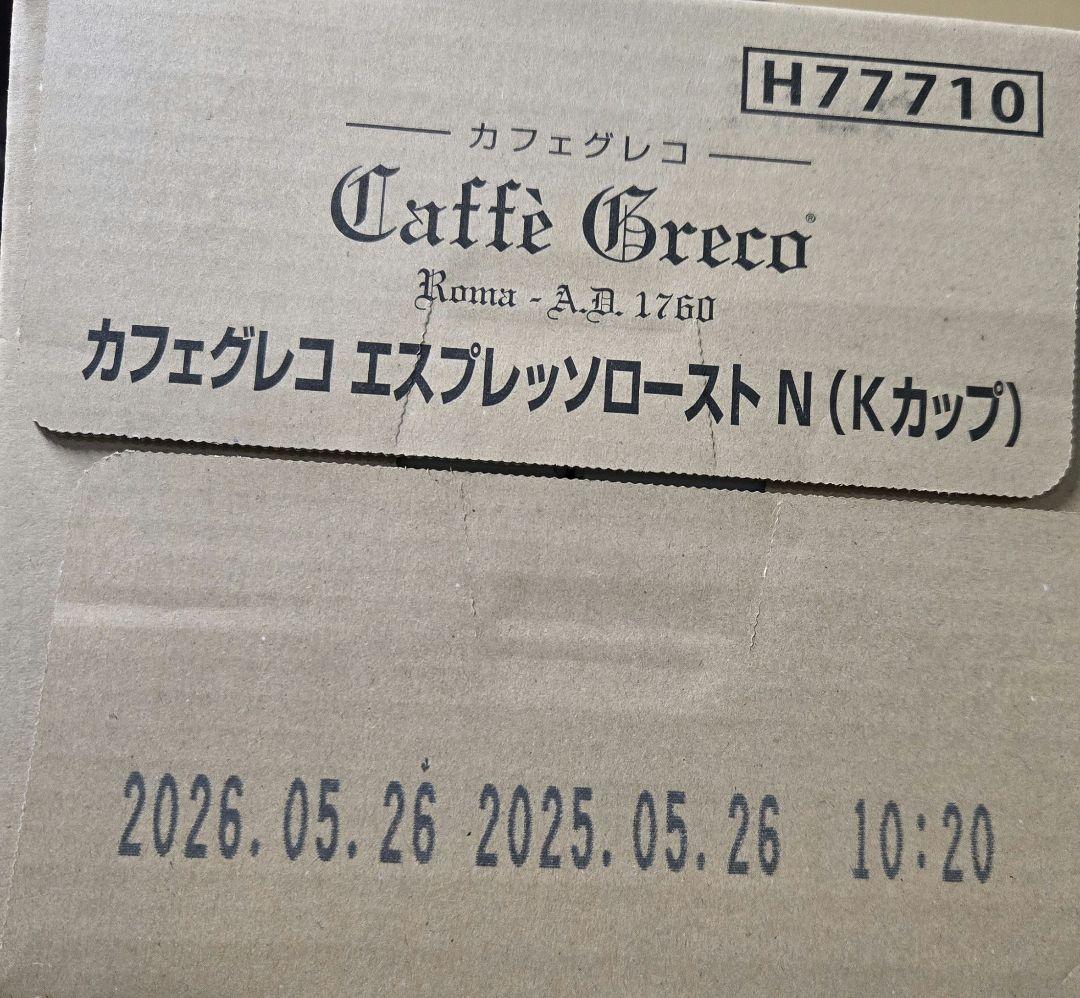 H77710
カフェグレコ
Caffè Greco®
Roma - A.D. 1760
カフェグレコ エスプレッソロースト N (Kカップ)
2026.05.26 2025.05.26 10:20